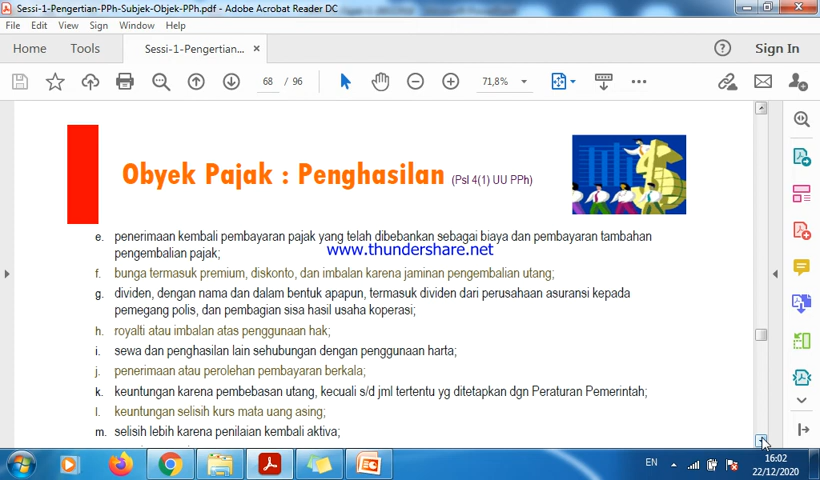 Sessi-1-Pengertian-PPh-Subjek-Objek-PPh.pdf - Adobe Acrobat Reader DC
File Edit View Sign Window Help
Home Tools Sessi-1-Pengertian... × Sign In
68 / 96 71,8%
Obyek Pajak : Penghasilan (Psl 4(1) UU PPh)
e. penerimaan kembali pembayaran pajak yang telah dibebankan sebagai biaya dan pembayaran tambahan
pengembalian pajak;
www.thundershare.net
f. bunga termasuk premium, diskonto, dan imbalan karena jaminan pengembalian utang;
g. dividen, dengan nama dan dalam bentuk apapun, termasuk dividen dari perusahaan asuransi kepada
pemegang polis, dan pembagian sisa hasil usaha koperasi;
h. royalti atau imbalan atas penggunaan hak;
i. sewa dan penghasilan lain sehubungan dengan penggunaan harta;
j. penerimaan atau perolehan pembayaran berkala;
k. keuntungan karena pembebasan utang, kecuali s/d jml tertentu yg ditetapkan dgn Peraturan Pemerintah;
l. keuntungan selisih kurs mata uang asing;
m. selisih lebih karena penilaian kembali aktiva;
EN 16:02
22/12/2020